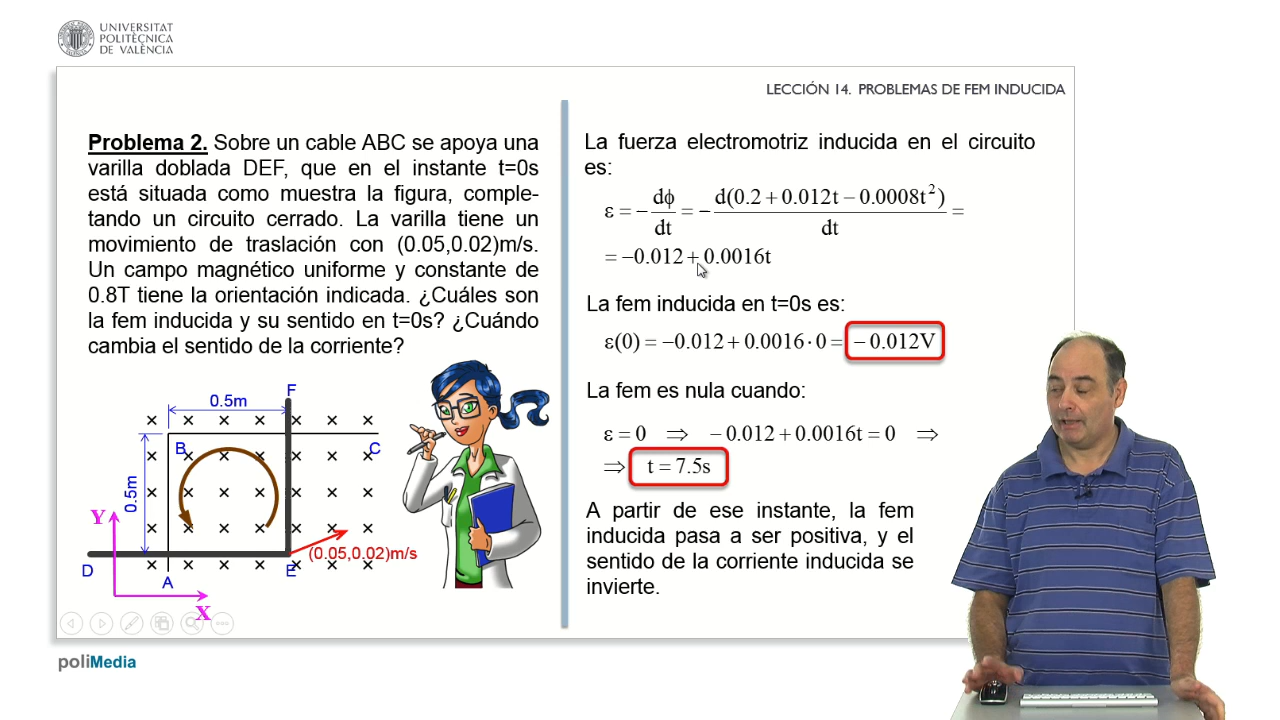 UNIVERSITAT
POLITÈCNICA
DE VALÈNCIA
LECCIÓN 14. PROBLEMAS DE FEM INDUCIDA
Problema 2. Sobre un cable ABC se apoya una
varilla doblada DEF, que en el instante t=0s
está situada como muestra la figura, comple-
tando un circuito cerrado. La varilla tiene un
movimiento de traslación con (0.05,0.02)m/s.
Un campo magnético uniforme y constante de
0.8T tiene la orientación indicada. ¿Cuáles son
la fem inducida y su sentido en t=0s? ¿Cuándo
cambia el sentido de la corriente?
F
0.5m
B
C
0.5m
Y
(0.05,0.02)m/s
D
A
E
X
La fuerza electromotriz inducida en el circuito
es:
ε = − dϕ/dt = − d(0.2 + 0.012t − 0.0008t²)/dt =
= −0.012 + 0.0016t
La fem inducida en t=0s es:
ε(0) = −0.012 + 0.0016 · 0 = − 0.012V
La fem es nula cuando:
ε = 0 ⇒ − 0.012 + 0.0016t = 0 ⇒
⇒ t = 7.5s
A partir de ese instante, la fem
inducida pasa a ser positiva, y el
sentido de la corriente inducida se
invierte.
poliMedia